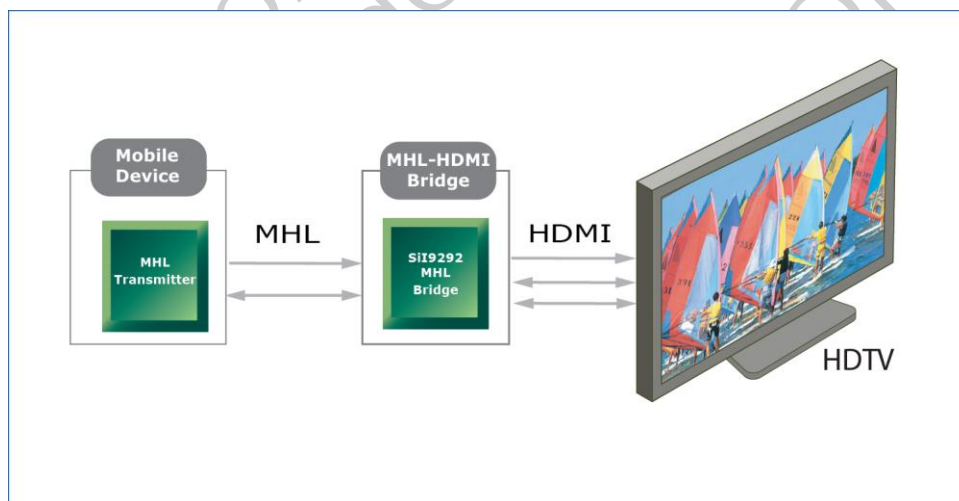 Mobile
Device
MHL
Transmitter
MHL
MHL-HDMI
Bridge
SiI9292
MHL
Bridge
HDMI
HDTV